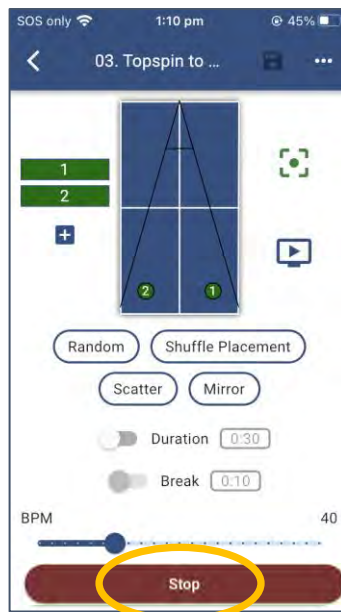 SOS only 1:10 pm 45%
03. Topspin to ... 
1
2
2 1
Random Shuffle Placement
Scatter Mirror
Duration 0:30
Break 0:10
BPM 40
Stop